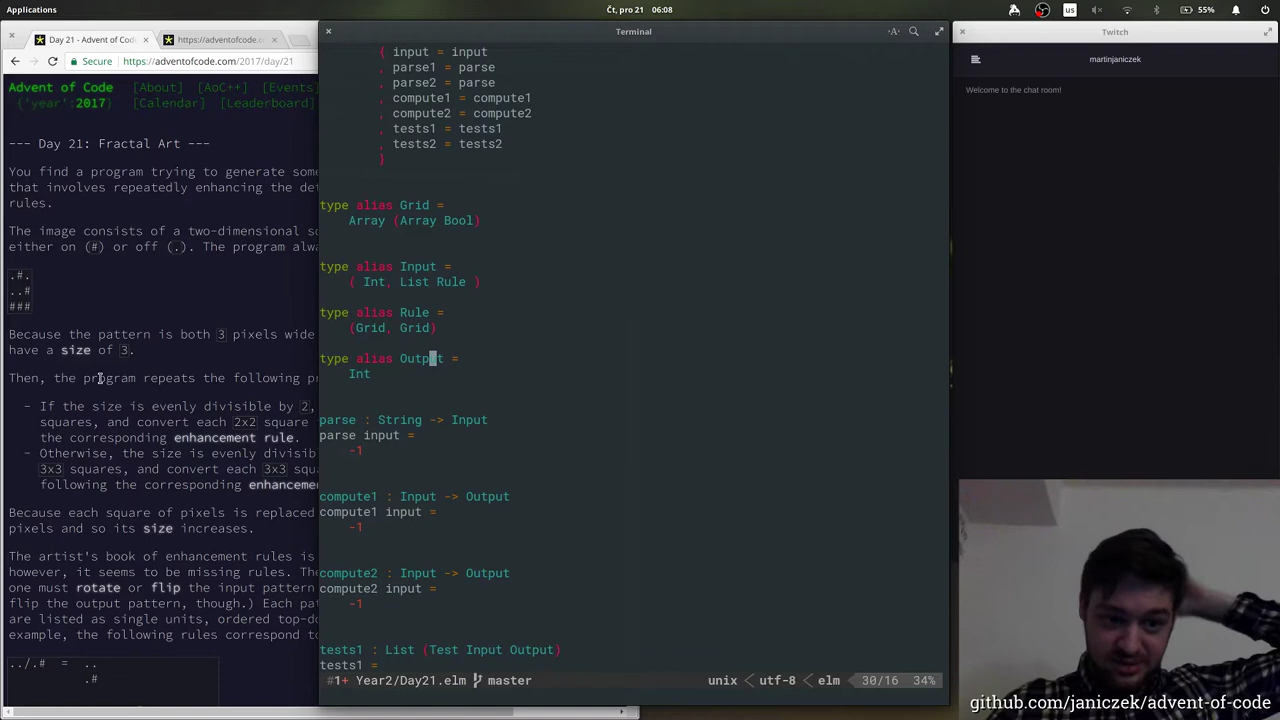 Applications
Čt, pro 21 06:08
us
55%
Day 21 - Advent of Cod
https://adventofcode
Secure
https://adventofcode.com/2017/day/21
Advent of Code [About] [AoC++] [Events]
{'year':2017} [Calendar] [Leaderboard]
--- Day 21: Fractal Art ---
You find a program trying to generate some
that involves repeatedly enhancing the de
rules.
The image consists of a two-dimensional s
either on (#) or off (.). The program alwa
.#.
..#
###
Because the pattern is both 3 pixels wide
have a size of 3.
Then, the program repeats the following p
- If the size is evenly divisible by 2,
squares, and convert each 2x2 square
the corresponding enhancement rule.
- Otherwise, the size is evenly divisib
3x3 squares, and convert each 3x3
following the corresponding enhancem
Because each square of pixels is replaced
pixels and so its size increases.
The artist's book of enhancement rules is
however, it seems to be missing rules. The
one must rotate or flip the input pattern
flip the output pattern, though.) Each pat
are listed as single units, ordered top-do
example, the following rules correspond to
../.# = ..
.#
Terminal
{ input = input
, parse1 = parse
, parse2 = parse
, compute1 = compute1
, compute2 = compute2
, tests1 = tests1
, tests2 = tests2
}
type alias Grid =
Array (Array Bool)
type alias Input =
( Int, List Rule )
type alias Rule =
(Grid, Grid)
type alias Output =
Int
parse : String -> Input
parse input =
-1
compute1 : Input -> Output
compute1 input =
-1
compute2 : Input -> Output
compute2 input =
-1
tests1 : List (Test Input Output)
tests1 =
#1+ Year2/Day21.elm master
unix utf-8 elm 30/16 34%
Twitch
martinjaniczek
Welcome to the chat room!
github.com/janiczek/advent-of-code